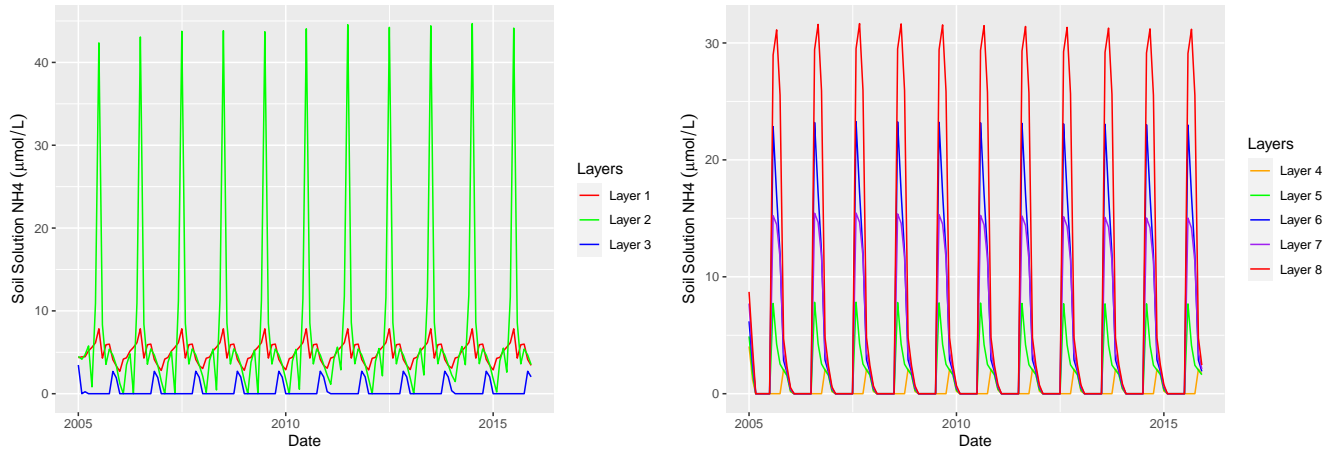 Soil Solution NH4 (μmol/L)
40
30
20
10
0
2005
2010
2015
Date
Layers
Layer 1
Layer 2
Layer 3
Soil Solution NH4 (μmol/L)
30
20
10
0
2005
2010
2015
Date
Layers
Layer 4
Layer 5
Layer 6
Layer 7
Layer 8